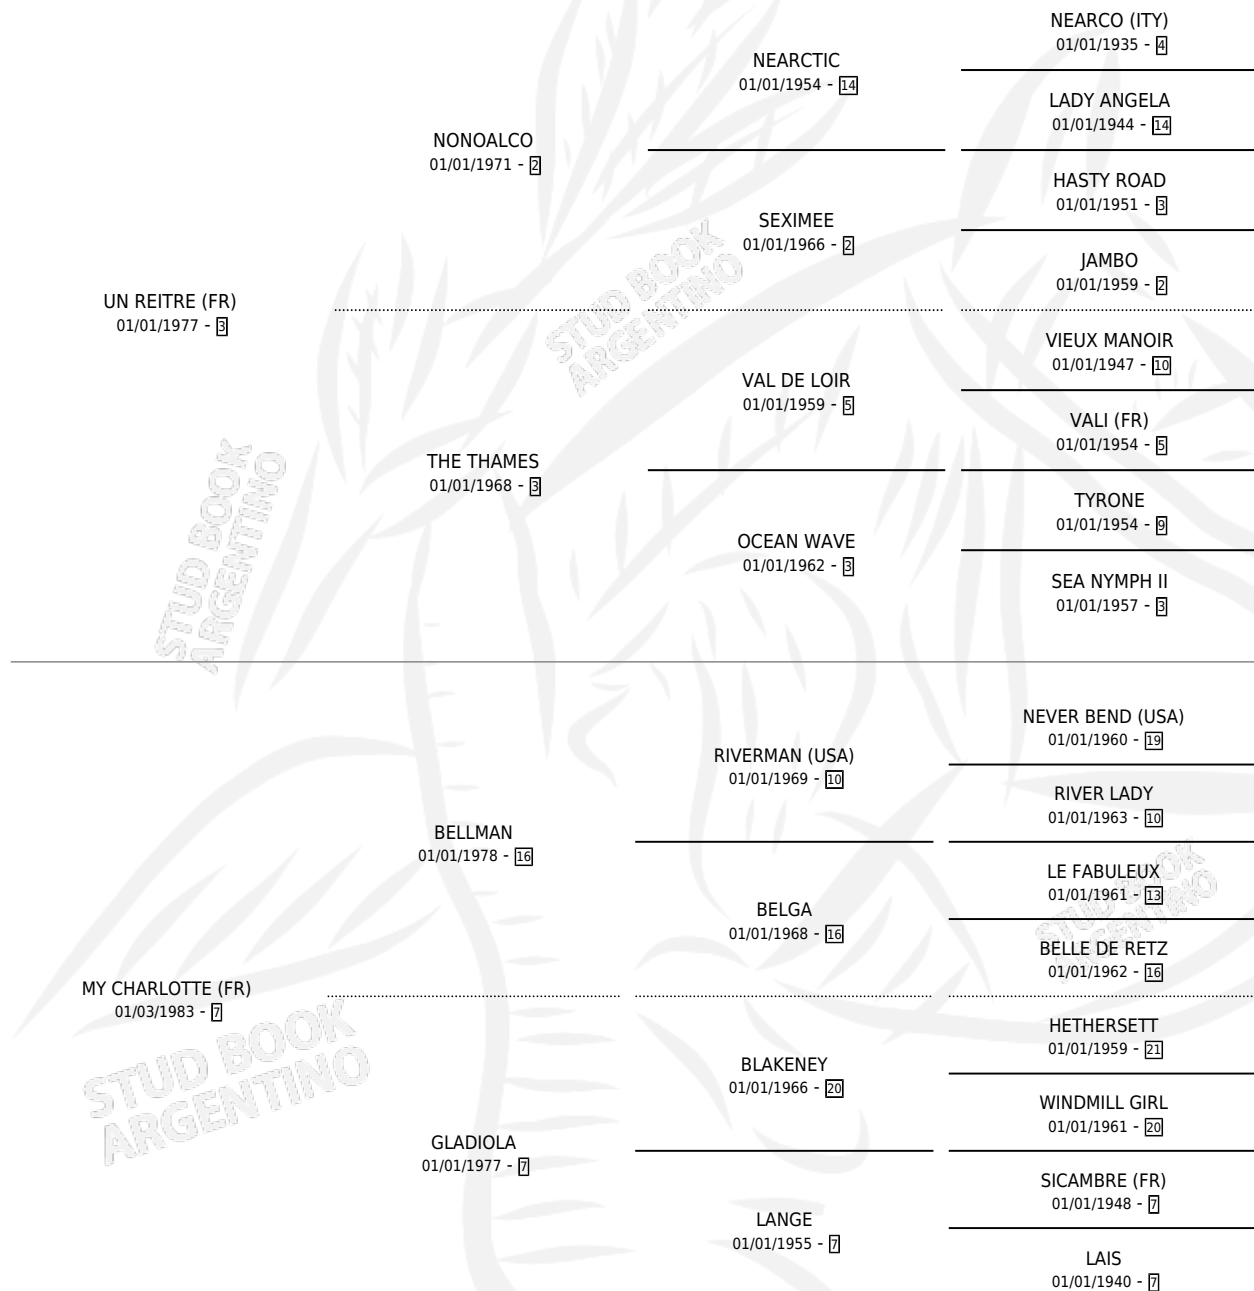 NEARCO (ITY)
01/01/1935 - 4
NEARCTIC
01/01/1954 - 14
LADY ANGELA
01/01/1944 - 14
NONOALCO
01/01/1971 - 2
HASTY ROAD
01/01/1951 - 3
SEXIMEE
01/01/1966 - 2
JAMBO
01/01/1959 - 2
UN REITRE (FR)
01/01/1977 - 3
STUD BOOK
ARGENTINO
VIEUX MANOIR
01/01/1947 - 10
VAL DE LOIR
01/01/1959 - 5
VALI (FR)
01/01/1954 - 5
THE THAMES
01/01/1968 - 3
TYRONE
01/01/1954 - 9
OCEAN WAVE
01/01/1962 - 3
SEA NYMPH II
01/01/1957 - 3
STUD BOOK
ARGENTINO
NEVER BEND (USA)
01/01/1960 - 19
RIVERMAN (USA)
01/01/1969 - 10
RIVER LADY
01/01/1963 - 10
BELLMAN
01/01/1978 - 16
LE FABULEUX
01/01/1961 - 13
BELGA
01/01/1968 - 16
BELLE DE RETZ
01/01/1962 - 16
STUD BOOK
ARGENTINO
MY CHARLOTTE (FR)
01/03/1983 - 7
STUD BOOK
ARGENTINO
HETHERSETT
01/01/1959 - 21
BLAKENEY
01/01/1966 - 20
WINDMILL GIRL
01/01/1961 - 20
GLADIOLA
01/01/1977 - 7
SICAMBRE (FR)
01/01/1948 - 7
LANGE
01/01/1955 - 7
LAIS
01/01/1940 - 7